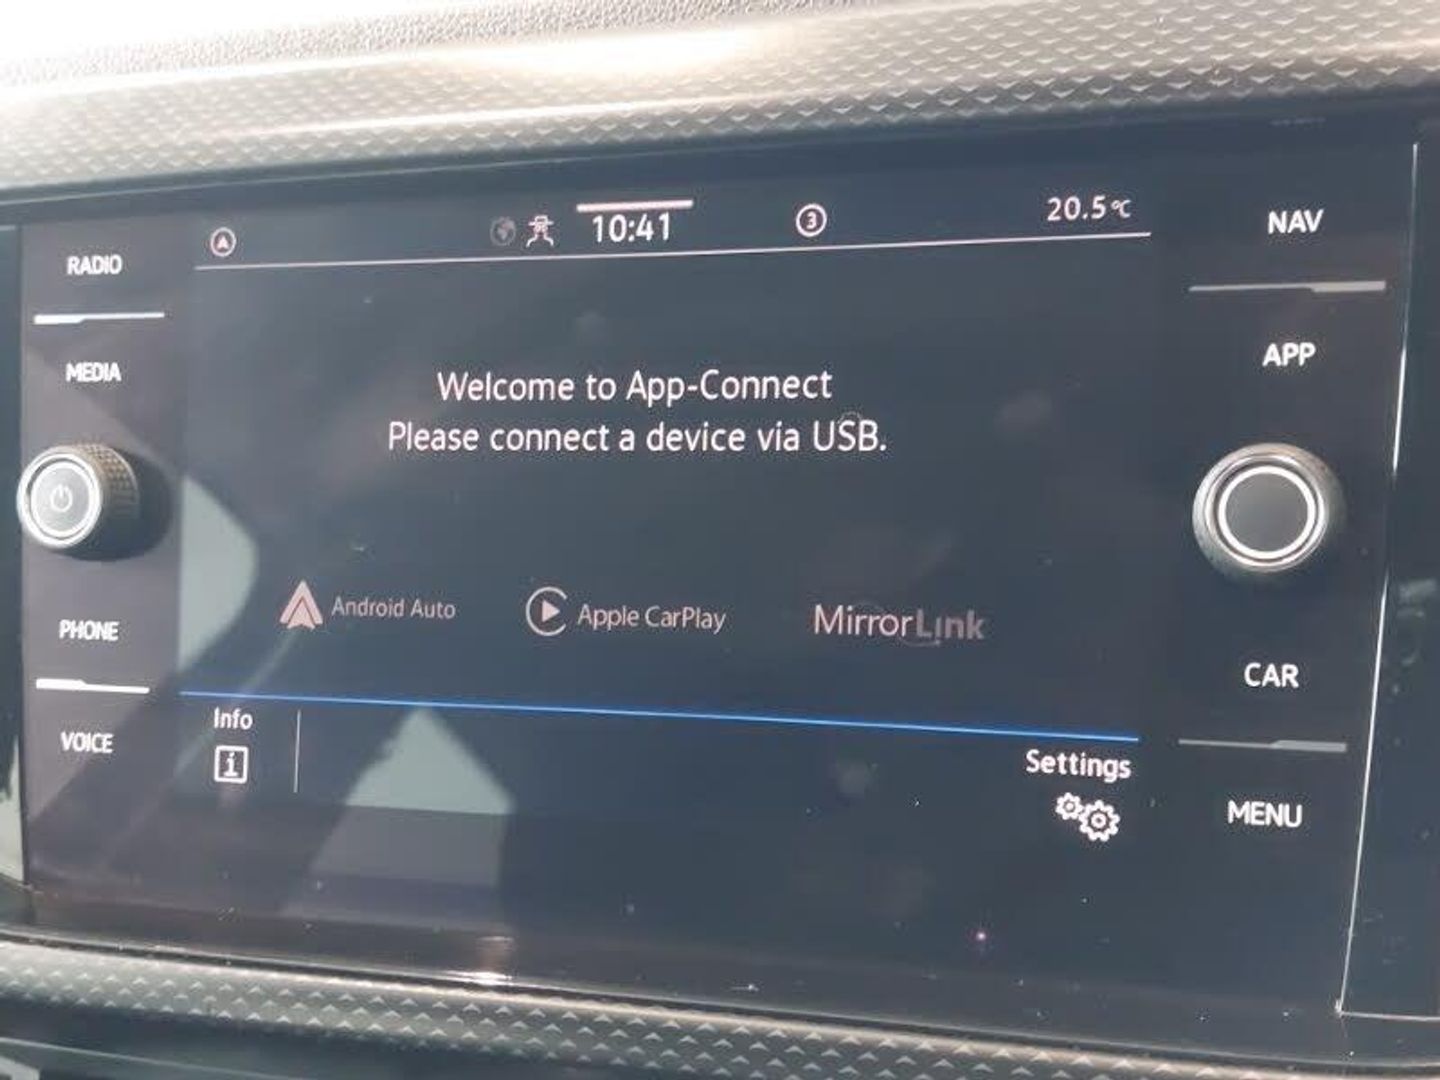 10:41
3
20.5°C
RADIO
MEDIA
PHONE
VOICE
Welcome to App-Connect
Please connect a device via USB.
Android Auto
Apple CarPlay
MirrorLink
Info
i
Settings
NAV
APP
CAR
MENU